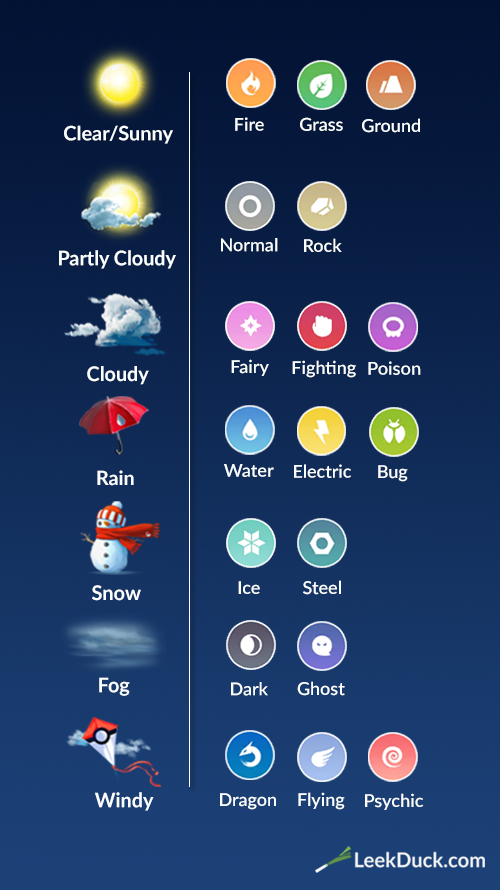 Clear/Sunny
Fire Grass Ground
Partly Cloudy
Normal Rock
Cloudy
Fairy Fighting Poison
Rain
Water Electric Bug
Snow
Ice Steel
Fog
Dark Ghost
Windy
Dragon Flying Psychic
LeekDuck.com